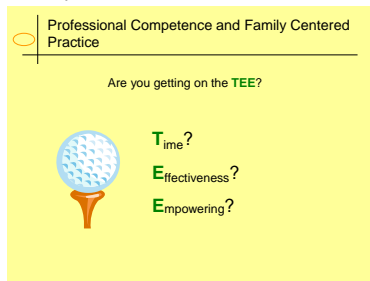 Professional Competence and Family Centered
Practice
Are you getting on the TEE?
Time?
Effectiveness?
Empowering?